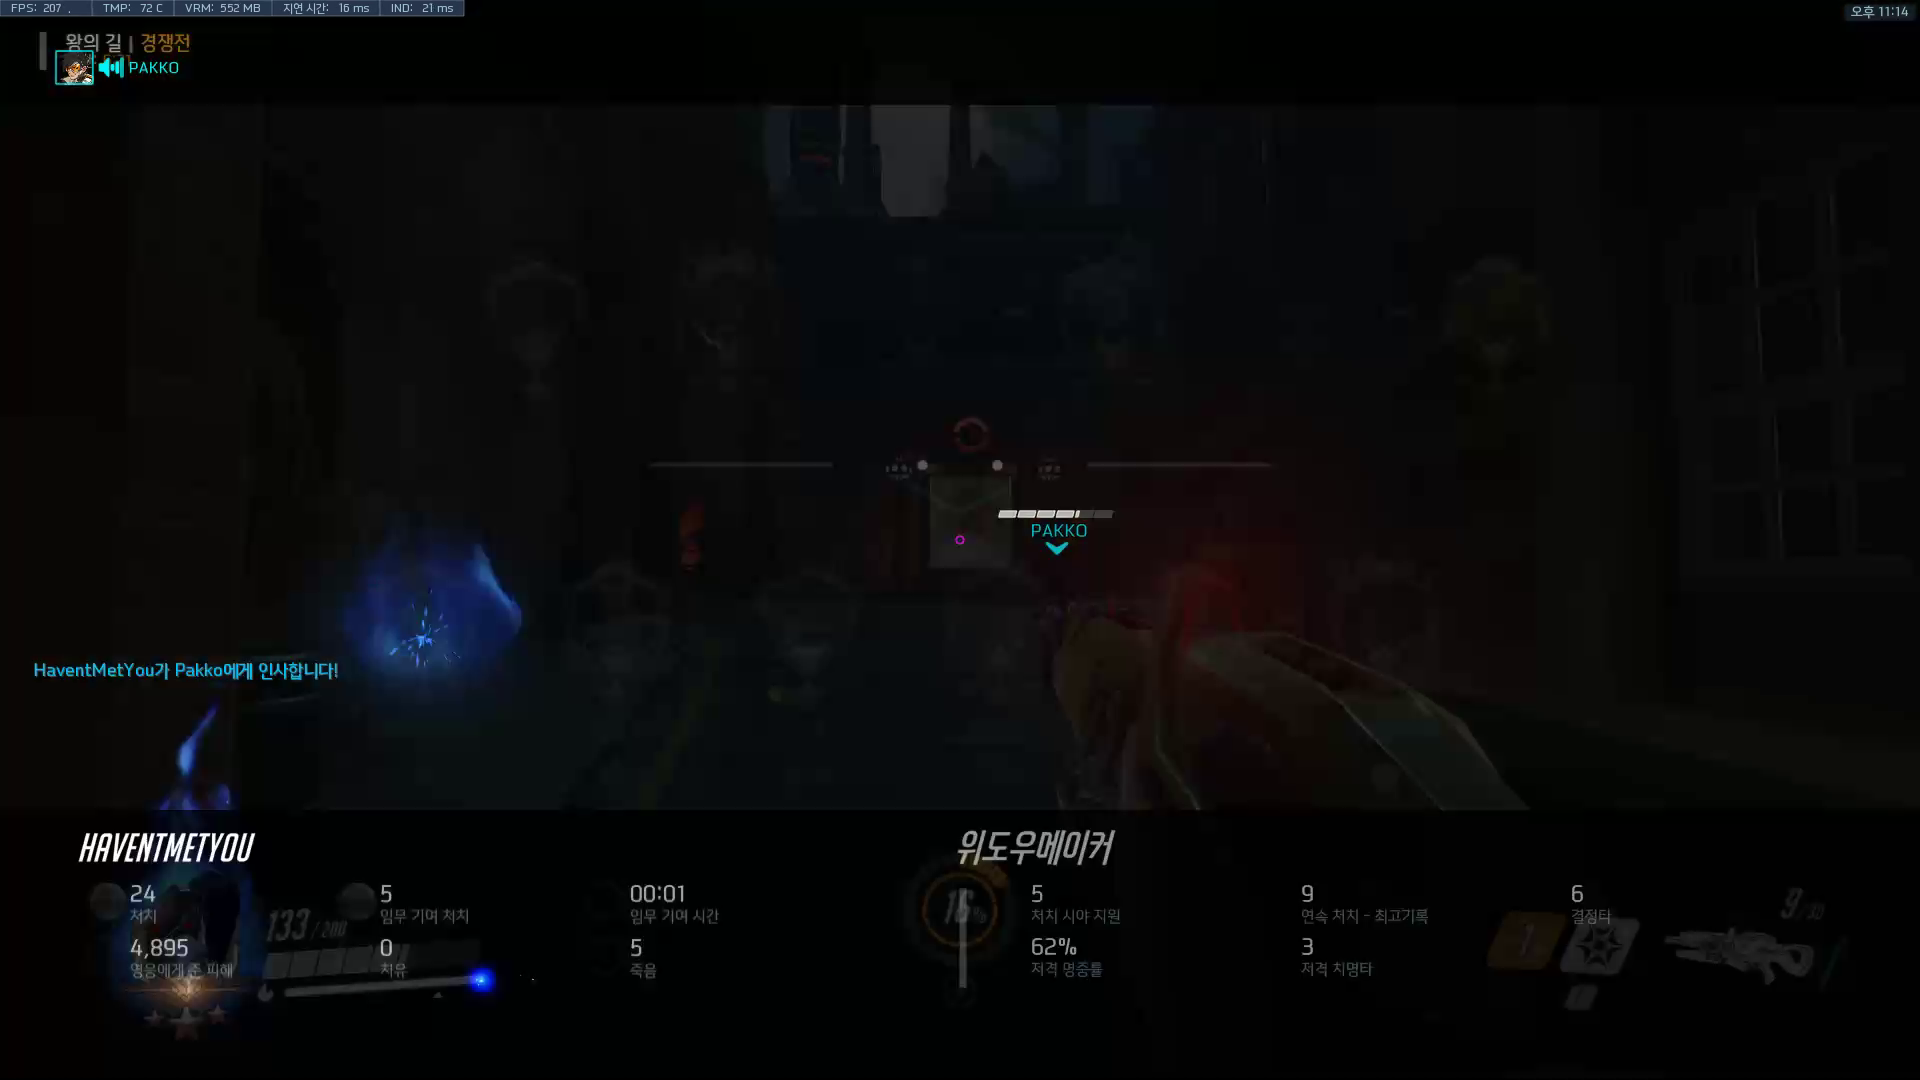 FPS: 207 .
TMP: 72 C
VRM: 552 MB
지연 시간: 16 ms
IND: 21 ms
오후 11:14
왕의 길 | 경쟁전
PAKKO
PAKKO
HaventMetYou가 Pakko에게 인사합니다!
HAVENTMETYOU
위도우메이커
24
처치
5
임무 기여 처치
00:01
임무 기여 시간
5
처치 시야 지원
9
연속 처치 - 최고기록
6
결정타
4,895
영웅에게 준 피해
0
치유
5
죽음
62%
저격 명중률
3
저격 치명타
133/200
16%
1